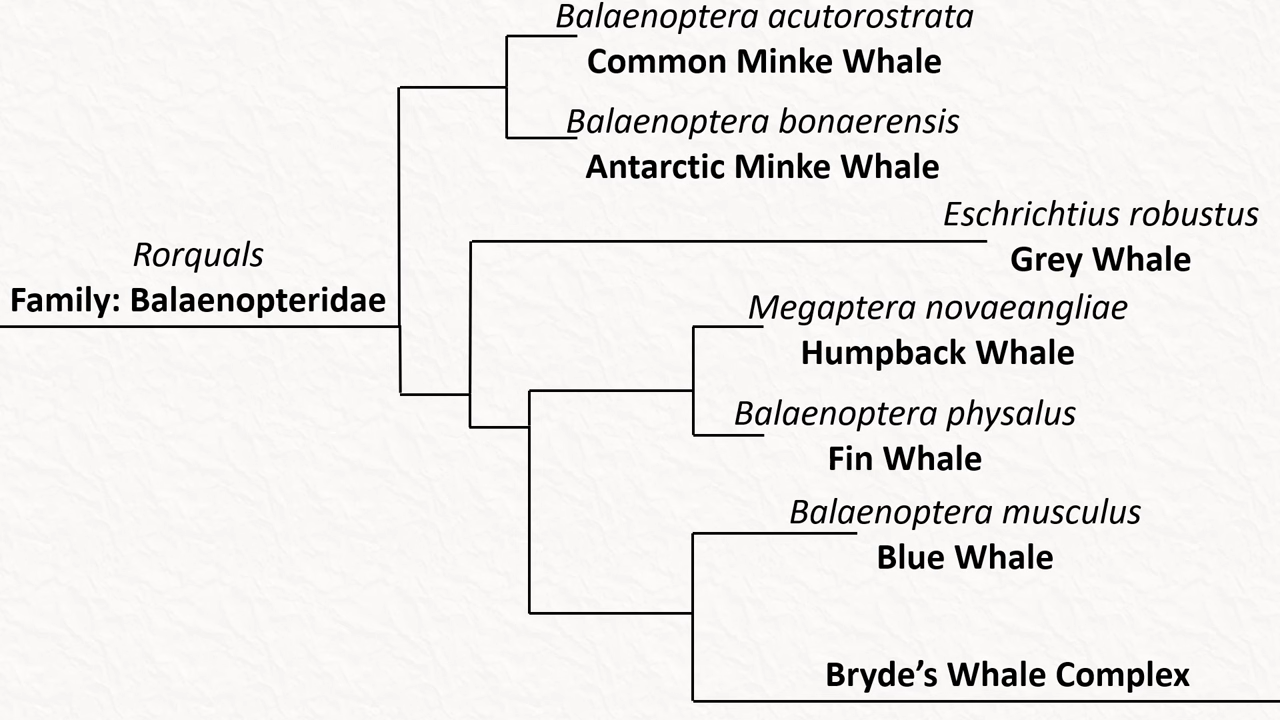 Balaenoptera acutorostrata
Common Minke Whale
Balaenoptera bonaerensis
Antarctic Minke Whale
Eschrichtius robustus
Grey Whale
Rorquals
Family: Balaenopteridae
Megaptera novaeangliae
Humpback Whale
Balaenoptera physalus
Fin Whale
Balaenoptera musculus
Blue Whale
Bryde’s Whale Complex